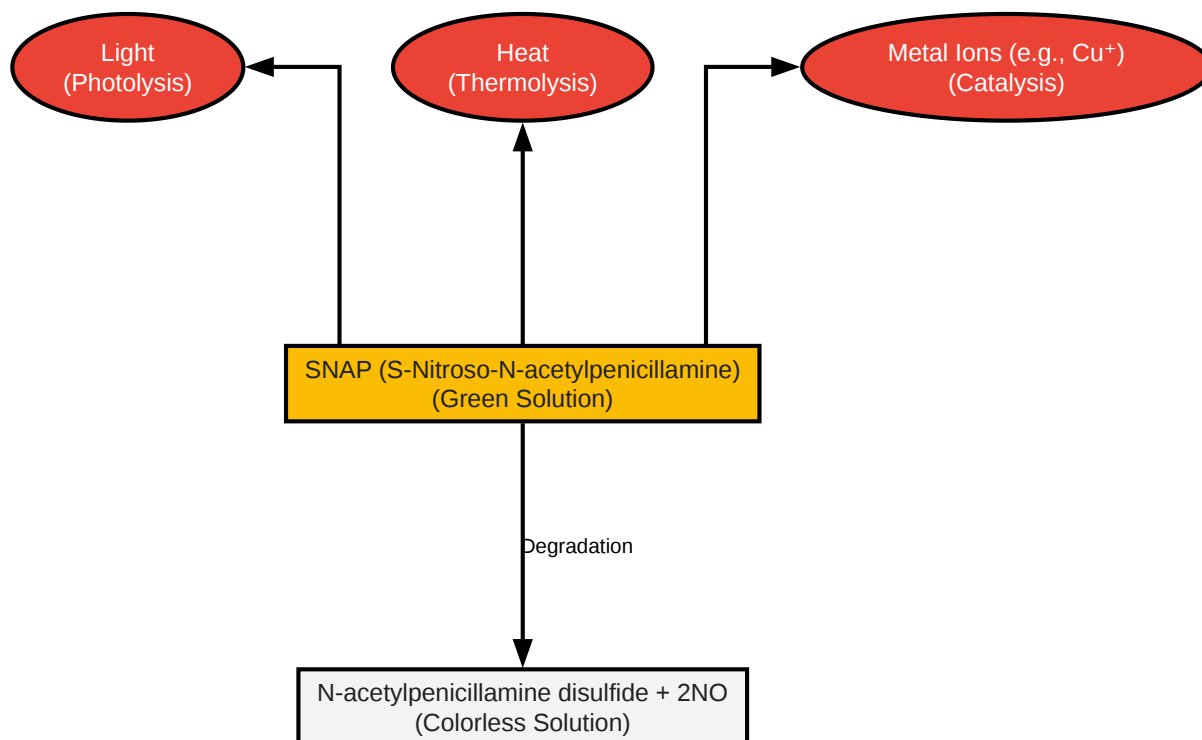 Light
(Photolysis)
Heat
(Thermolysis)
Metal Ions (e.g., Cu⁺)
(Catalysis)
SNAP (S-Nitroso-N-acetylpenicillamine)
(Green Solution)
Degradation
N-acetylpenicillamine disulfide + 2NO
(Colorless Solution)